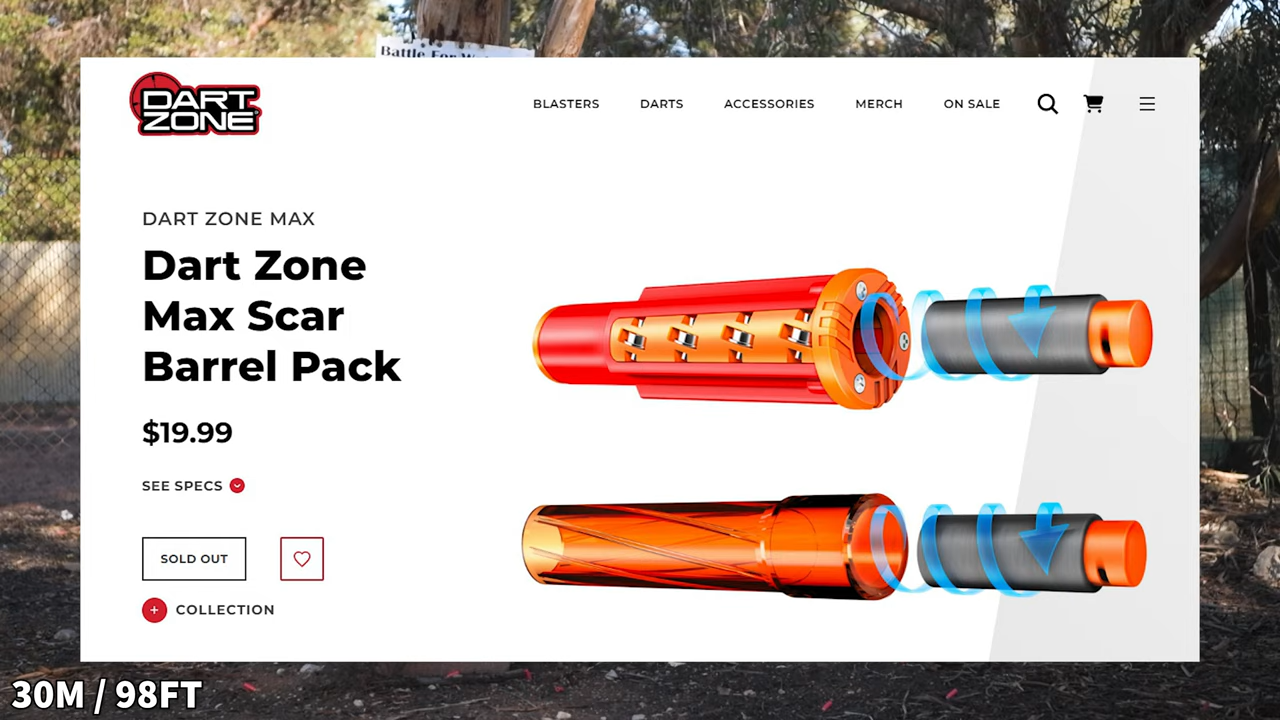 Battle For
DART
ZONE
BLASTERS
DARTS
ACCESSORIES
MERCH
ON SALE
DART ZONE MAX
Dart Zone
Max Scar
Barrel Pack
$19.99
SEE SPECS
SOLD OUT
COLLECTION
30M / 98FT